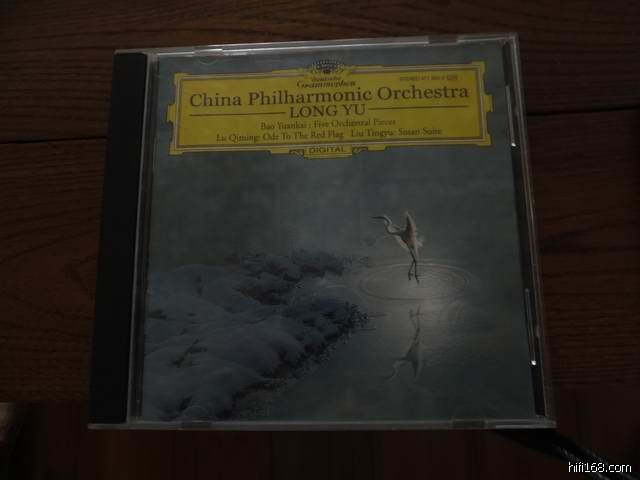 Deutsche
Grammophon
China Philharmonic Orchestra
LONG YU
Bao Yuankai : Five Orchestral Pieces
Lu Qiming: Ode To The Red Flag Liu Tingyu: Susan Suite
DIGITAL
hifi168.com